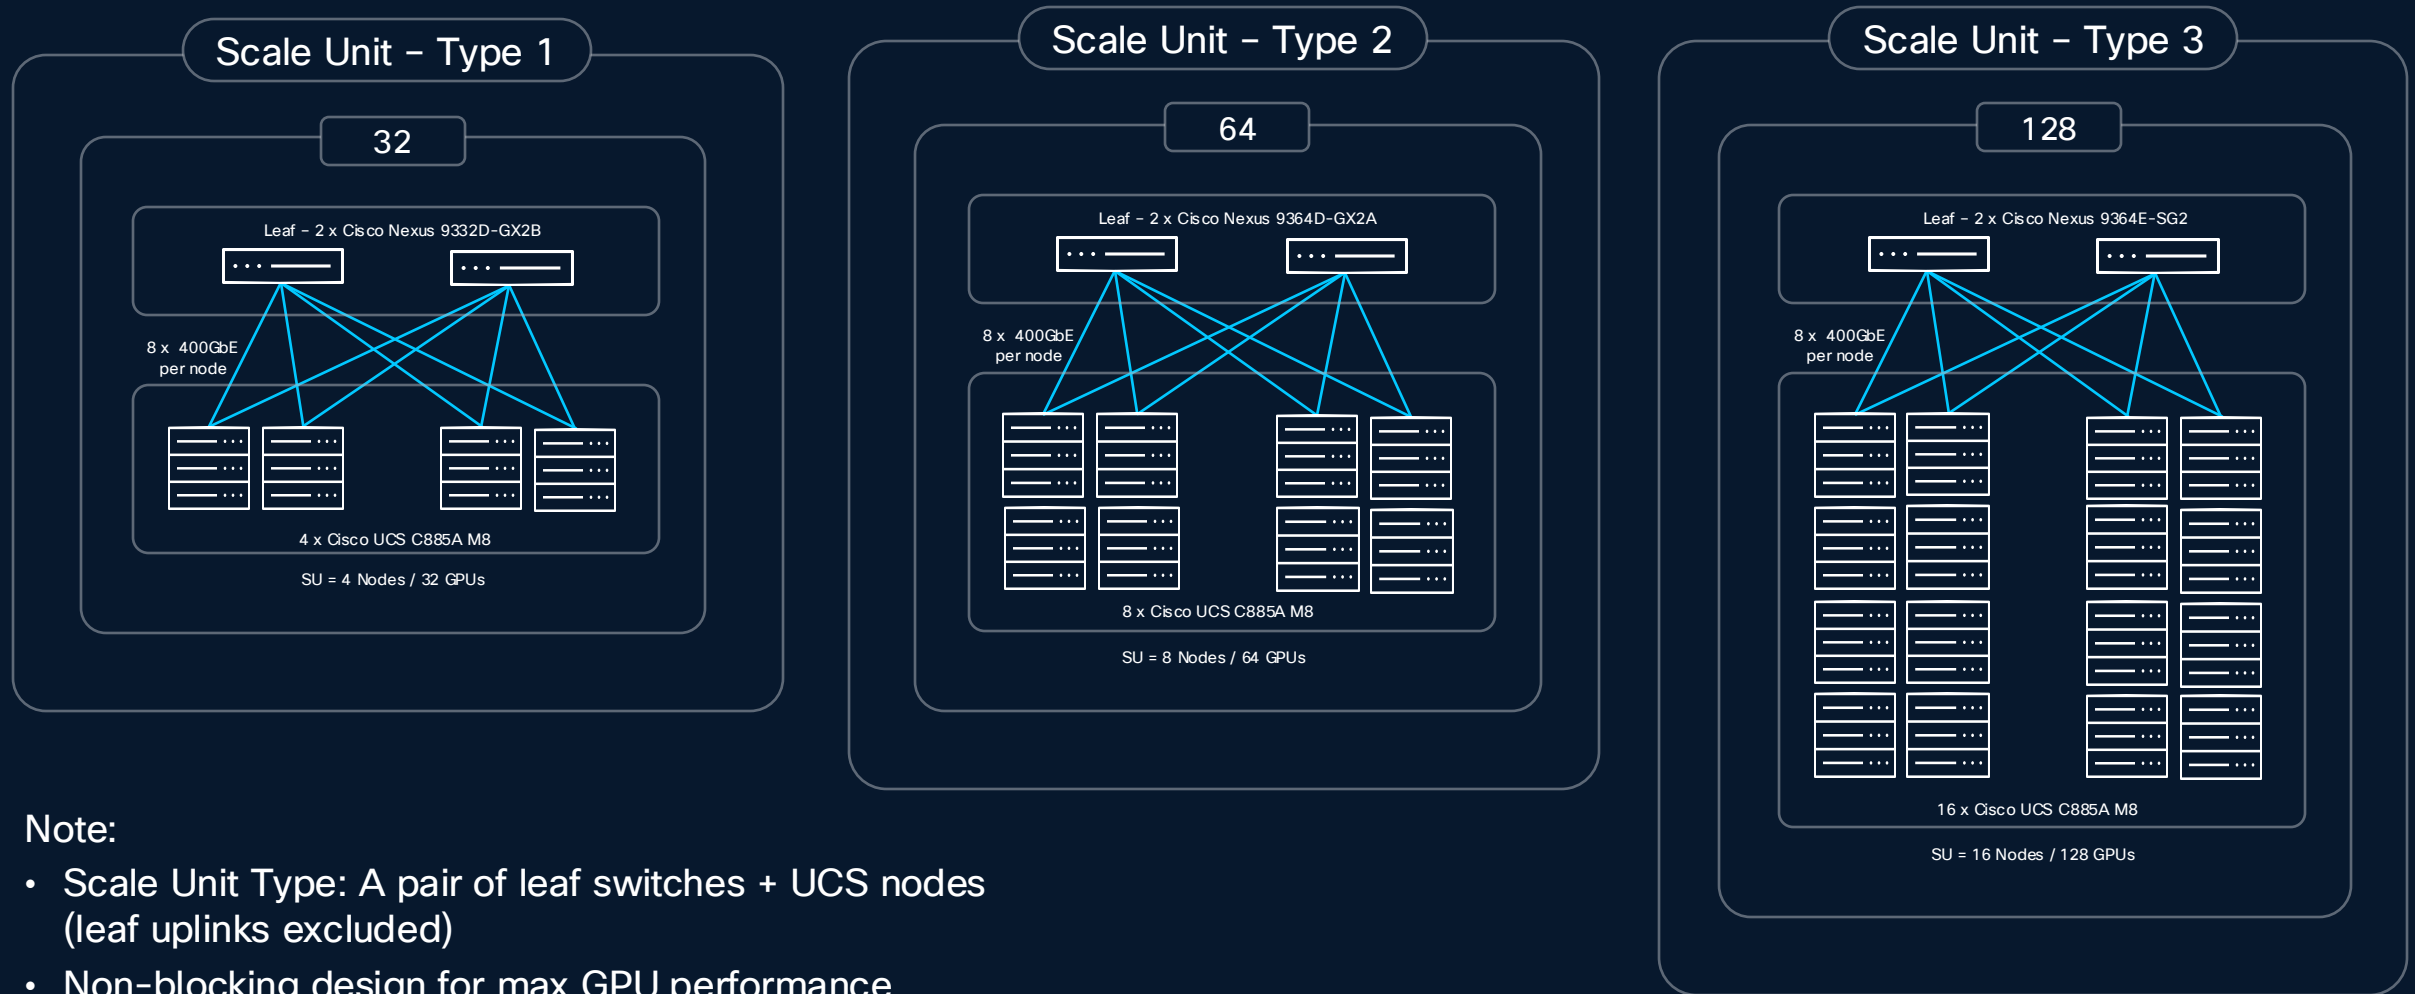 Scale Unit – Type 1
32
Leaf – 2 x Cisco Nexus 9332D-GX2B
8 x 400GbE
per node
4 x Cisco UCS C885A M8
SU = 4 Nodes / 32 GPUs
Scale Unit – Type 2
64
Leaf – 2 x Cisco Nexus 9364D-GX2A
8 x 400GbE
per node
8 x Cisco UCS C885A M8
SU = 8 Nodes / 64 GPUs
Scale Unit – Type 3
128
Leaf – 2 x Cisco Nexus 9364E-SG2
8 x 400GbE
per node
16 x Cisco UCS C885A M8
SU = 16 Nodes / 128 GPUs
Note:
• Scale Unit Type: A pair of leaf switches + UCS nodes
(leaf uplinks excluded)
• Non-blocking design for max GPU performance